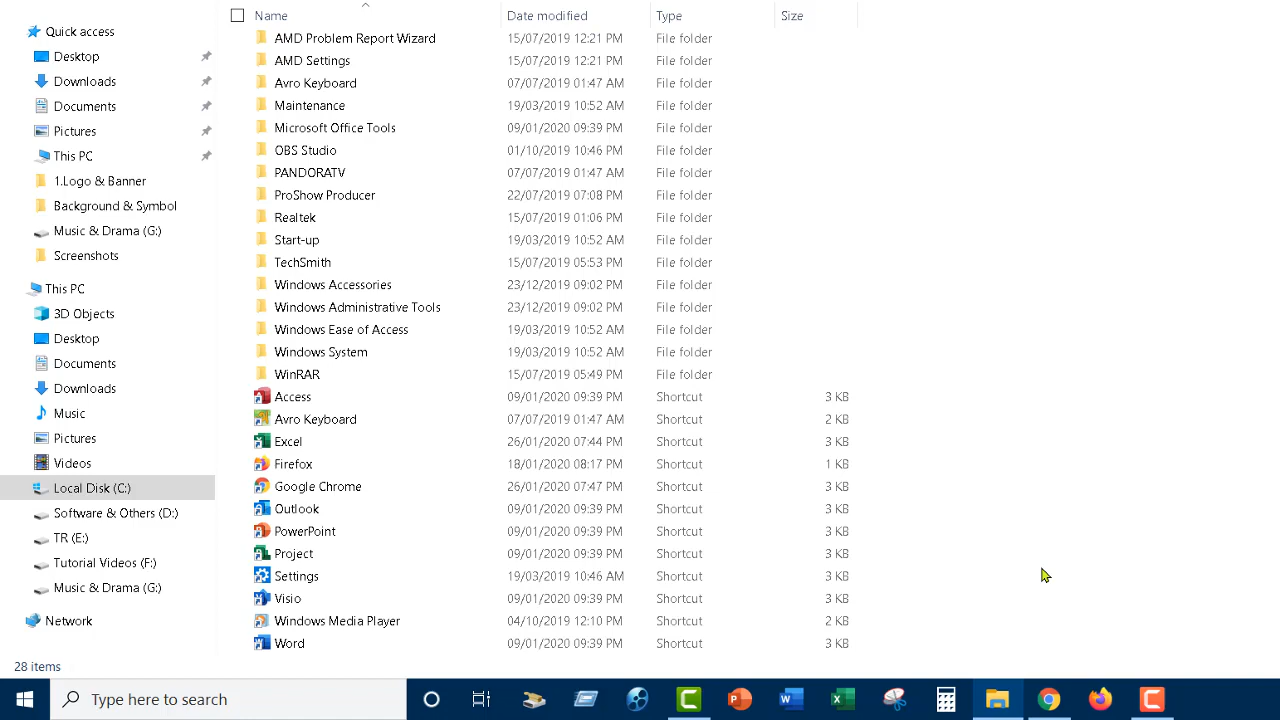 Name Date modified Type Size
Quick access
Desktop
Downloads
Documents
Pictures
This PC
1.Logo & Banner
Background & Symbol
Music & Drama (G:)
Screenshots
This PC
3D Objects
Desktop
Documents
Downloads
Music
Pictures
Videos
Local Disk (C:)
Software & Others (D:)
TR (E:)
Tutorial Videos (F:)
Music & Drama (G:)
Network
AMD Problem Report Wizard 15/07/2019 12:21 PM File folder
AMD Settings 15/07/2019 12:21 PM File folder
Avro Keyboard 07/07/2019 01:47 AM File folder
Maintenance 19/03/2019 10:52 AM File folder
Microsoft Office Tools 09/01/2020 09:39 PM File folder
OBS Studio 01/10/2019 10:46 PM File folder
PANDORATV 07/07/2019 01:47 AM File folder
ProShow Producer 22/07/2019 07:08 PM File folder
Realtek 15/07/2019 01:06 PM File folder
Start-up 19/03/2019 10:52 AM File folder
TechSmith 15/07/2019 05:53 PM File folder
Windows Accessories 23/12/2019 09:02 PM File folder
Windows Administrative Tools 23/12/2019 09:02 PM File folder
Windows Ease of Access 19/03/2019 10:52 AM File folder
Windows System 19/03/2019 10:52 AM File folder
WinRAR 15/07/2019 05:49 PM File folder
Access 09/01/2020 09:39 PM Shortcut 3 KB
Avro Keyboard 07/07/2019 01:47 AM Shortcut 2 KB
Excel 26/01/2020 07:44 PM Shortcut 3 KB
Firefox 18/01/2020 08:17 PM Shortcut 1 KB
Google Chrome 26/01/2020 07:47 PM Shortcut 3 KB
Outlook 09/01/2020 09:39 PM Shortcut 3 KB
PowerPoint 09/01/2020 09:39 PM Shortcut 3 KB
Project 09/01/2020 09:39 PM Shortcut 3 KB
Settings 19/03/2019 10:46 AM Shortcut 3 KB
Visio 09/01/2020 09:39 PM Shortcut 3 KB
Windows Media Player 04/10/2019 12:10 PM Shortcut 2 KB
Word 09/01/2020 09:39 PM Shortcut 3 KB
28 items
Type here to search